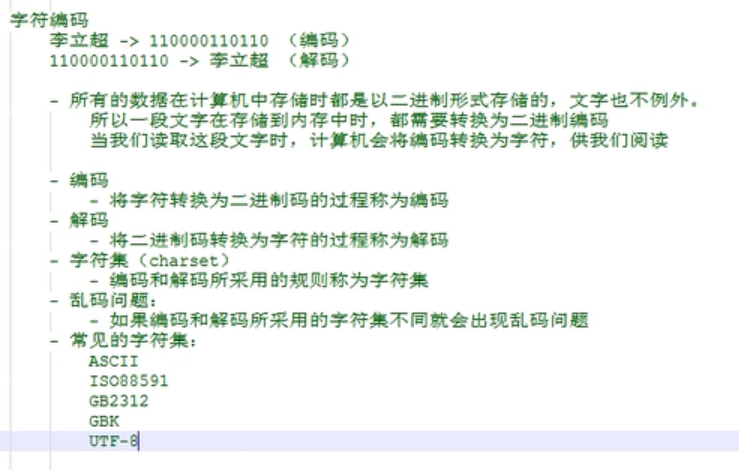 字符编码
李立超 -> 110000110110 （编码）
110000110110 -> 李立超 （解码）
- 所有的数据在计算机中存储时都是以二进制形式存储的，文字也不例外。
所以一段文字在存储到内存中时，都需要转换为二进制编码
当我们读取这段文字时，计算机会将编码转换为字符，供我们阅读
- 编码
- 将字符转换为二进制码的过程称为编码
- 解码
- 将二进制码转换为字符的过程称为解码
- 字符集（charset）
- 编码和解码所采用的规则称为字符集
- 乱码问题：
- 如果编码和解码所采用的字符集不同就会出现乱码问题
- 常见的字符集：
ASCII
ISO88591
GB2312
GBK
UTF-8